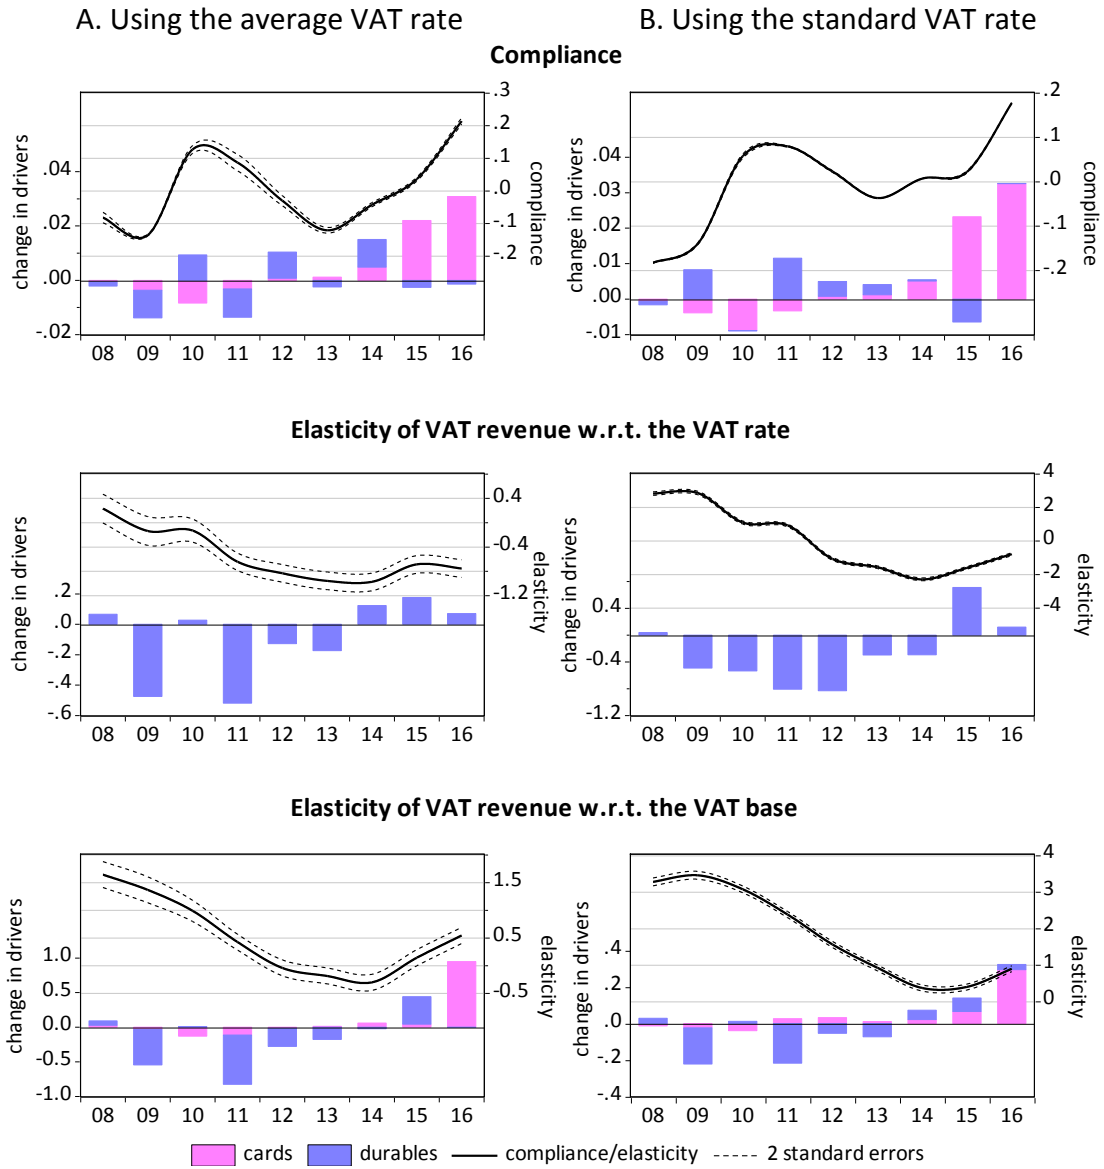 A. Using the average VAT rate
B. Using the standard VAT rate
Compliance
change in drivers
.04
.02
.00
-.02
.3
.2
.1
.0
-.1
-.2
compliance
08 09 10 11 12 13 14 15 16
change in drivers
.04
.03
.02
.01
.00
-.01
.2
.1
.0
-.1
-.2
compliance
08 09 10 11 12 13 14 15 16
Elasticity of VAT revenue w.r.t. the VAT rate
change in drivers
.2
.0
-.2
-.4
-.6
0.4
-0.4
-1.2
elasticity
08 09 10 11 12 13 14 15 16
change in drivers
0.4
-0.4
-1.2
4
2
0
-2
-4
elasticity
08 09 10 11 12 13 14 15 16
Elasticity of VAT revenue w.r.t. the VAT base
change in drivers
1.0
0.5
0.0
-0.5
-1.0
1.5
0.5
-0.5
elasticity
08 09 10 11 12 13 14 15 16
change in drivers
.4
.2
.0
-.2
-.4
4
3
2
1
0
elasticity
08 09 10 11 12 13 14 15 16
cards durables compliance/elasticity 2 standard errors